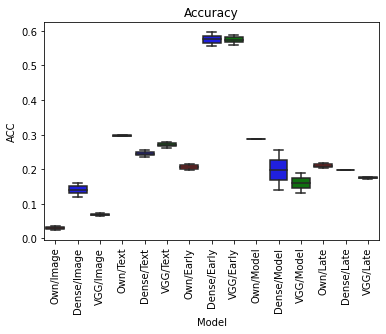 Accuracy
ACC
0.6
0.5
0.4
0.3
0.2
0.1
0.0
Own/Image
Dense/Image
VGG/Image
Own/Text
Dense/Text
VGG/Text
Own/Early
Dense/Early
VGG/Early
Own/Model
Dense/Model
VGG/Model
Own/Late
Dense/Late
VGG/Late
Model